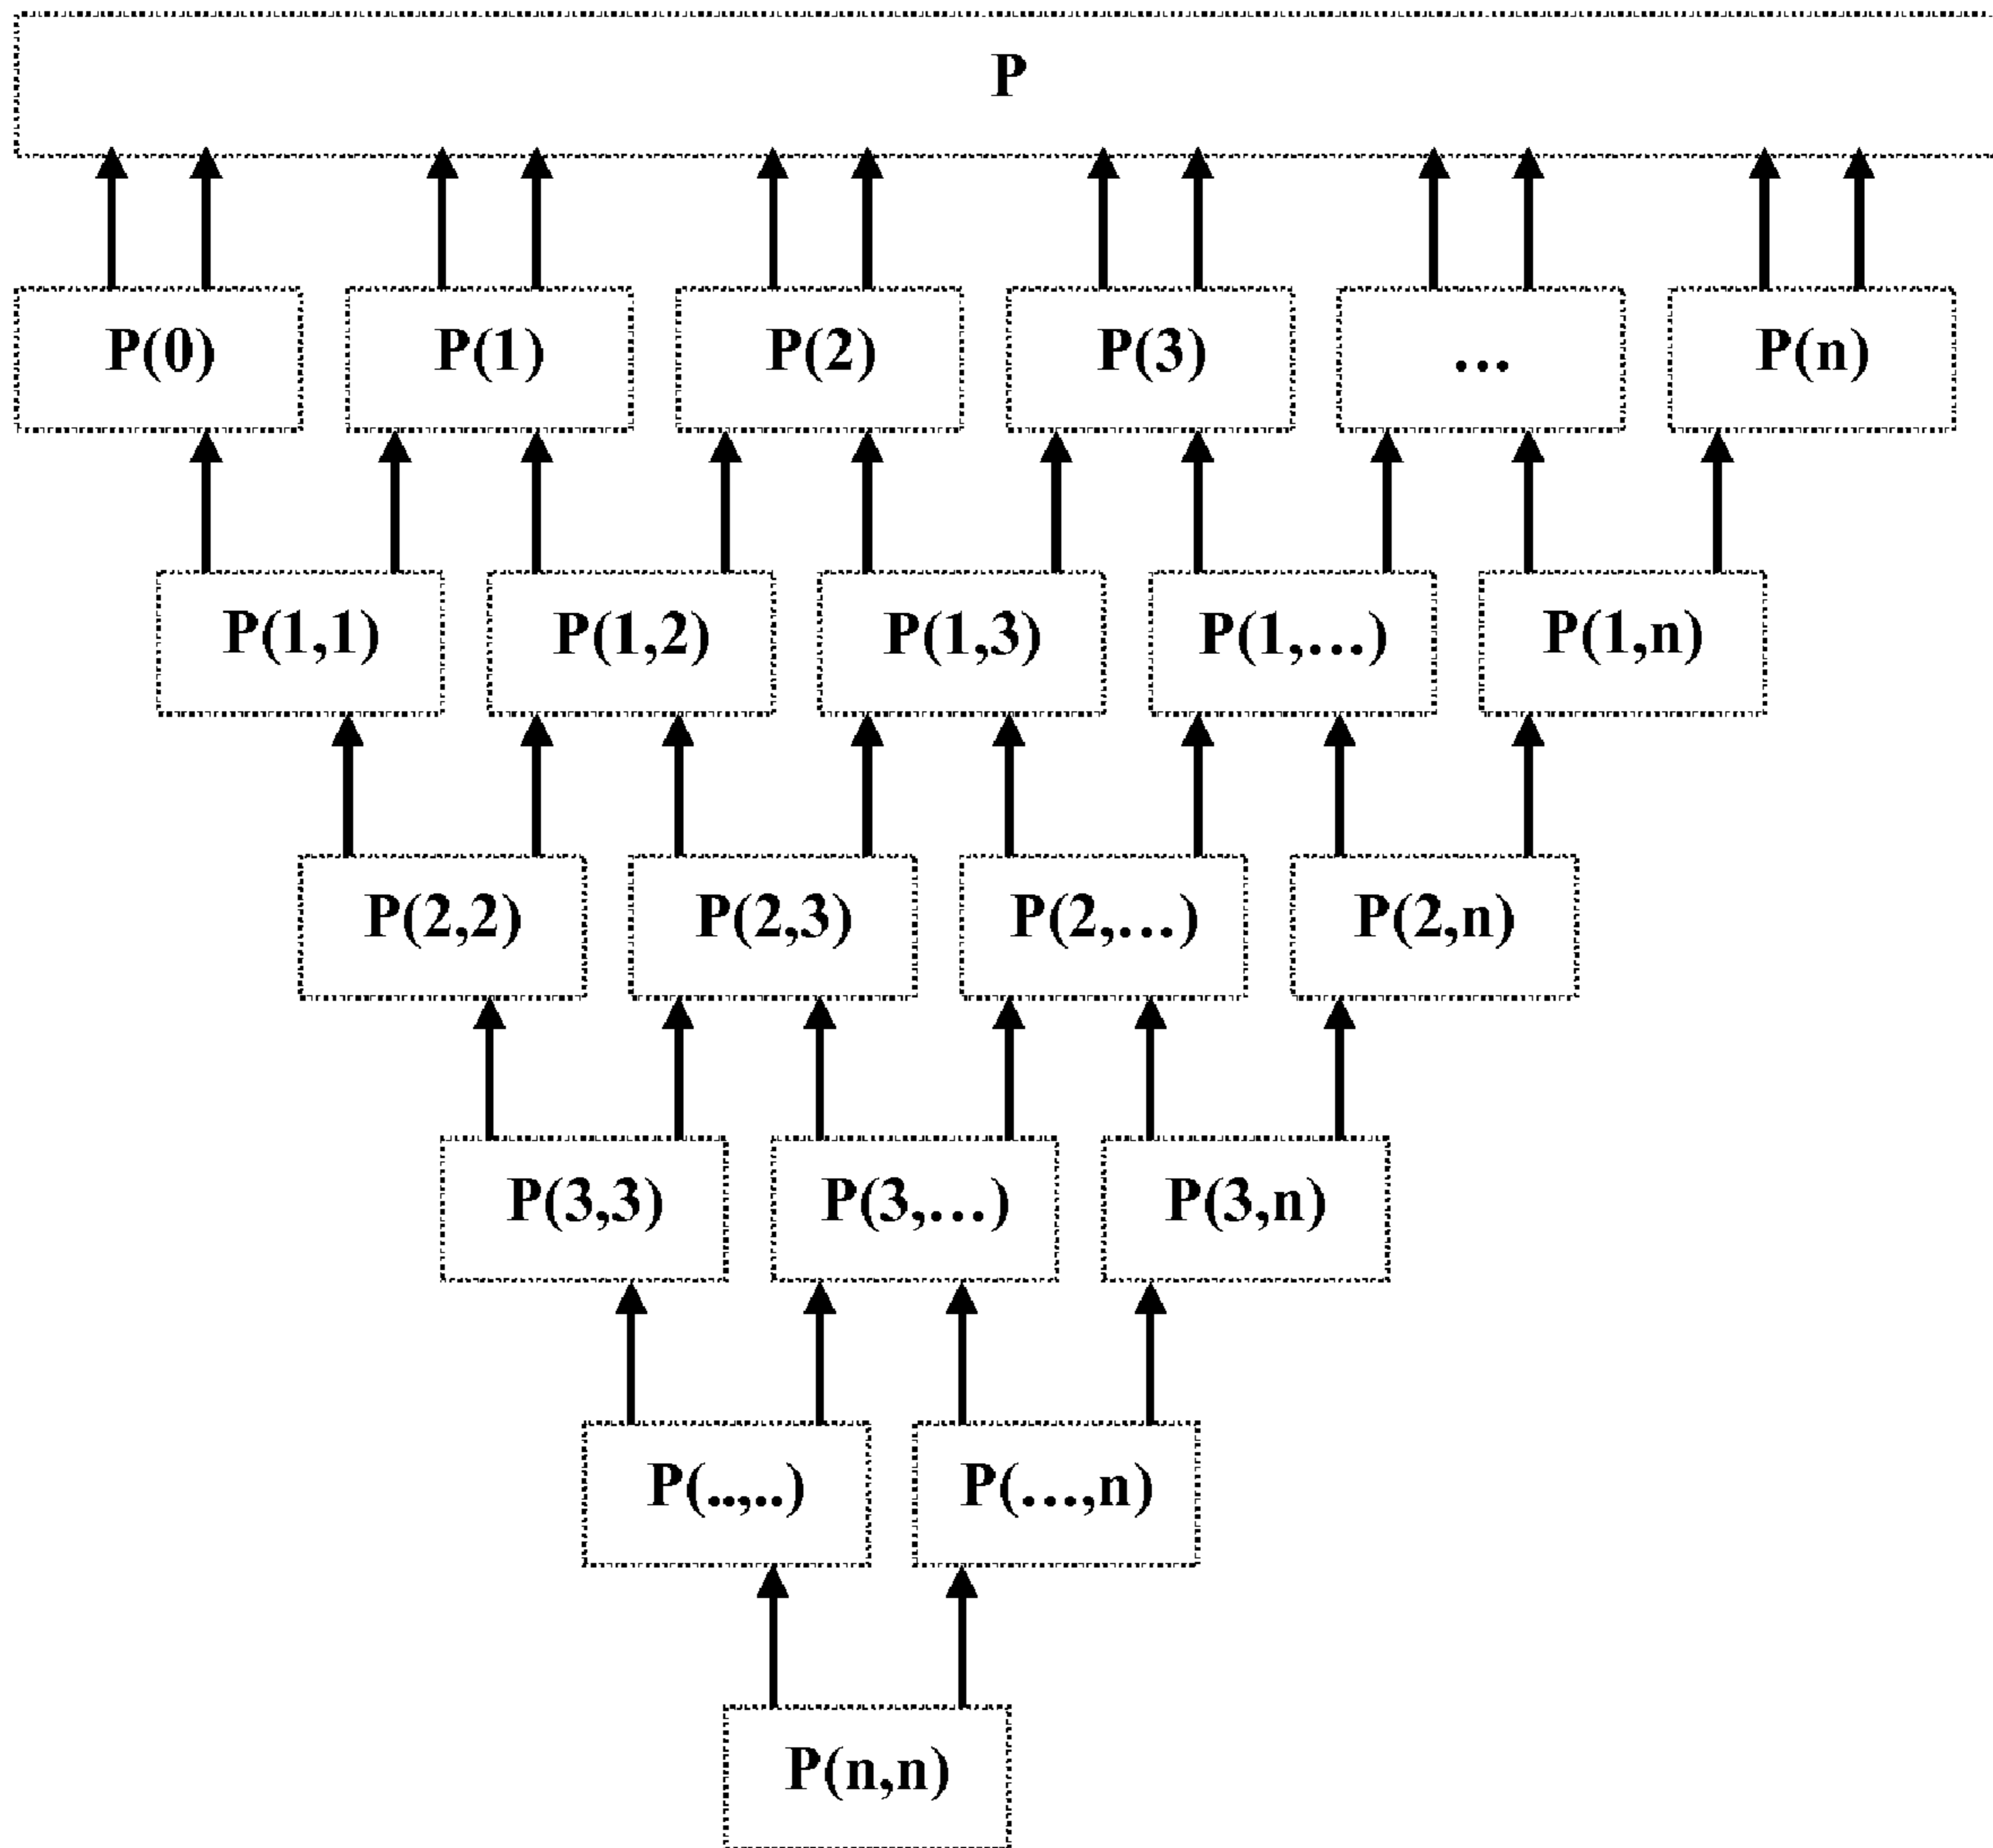 P
P(0) P(1) P(2) P(3) … P(n)
P(1,1) P(1,2) P(1,3) P(1,…) P(1,n)
P(2,2) P(2,3) P(2,…) P(2,n)
P(3,3) P(3,…) P(3,n)
P(..,..) P(…,n)
P(n,n)